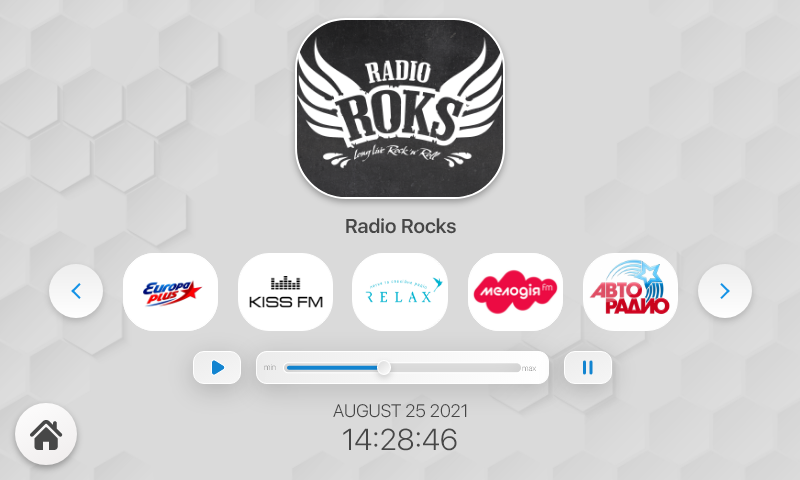 RADIO
ROKS
Long live Rock 'n' Roll
Radio Rocks
Europa
plus
KISS FM
RELAX
мелодія fm
АВТО
РАДИО
min
max
AUGUST 25 2021
14:28:46